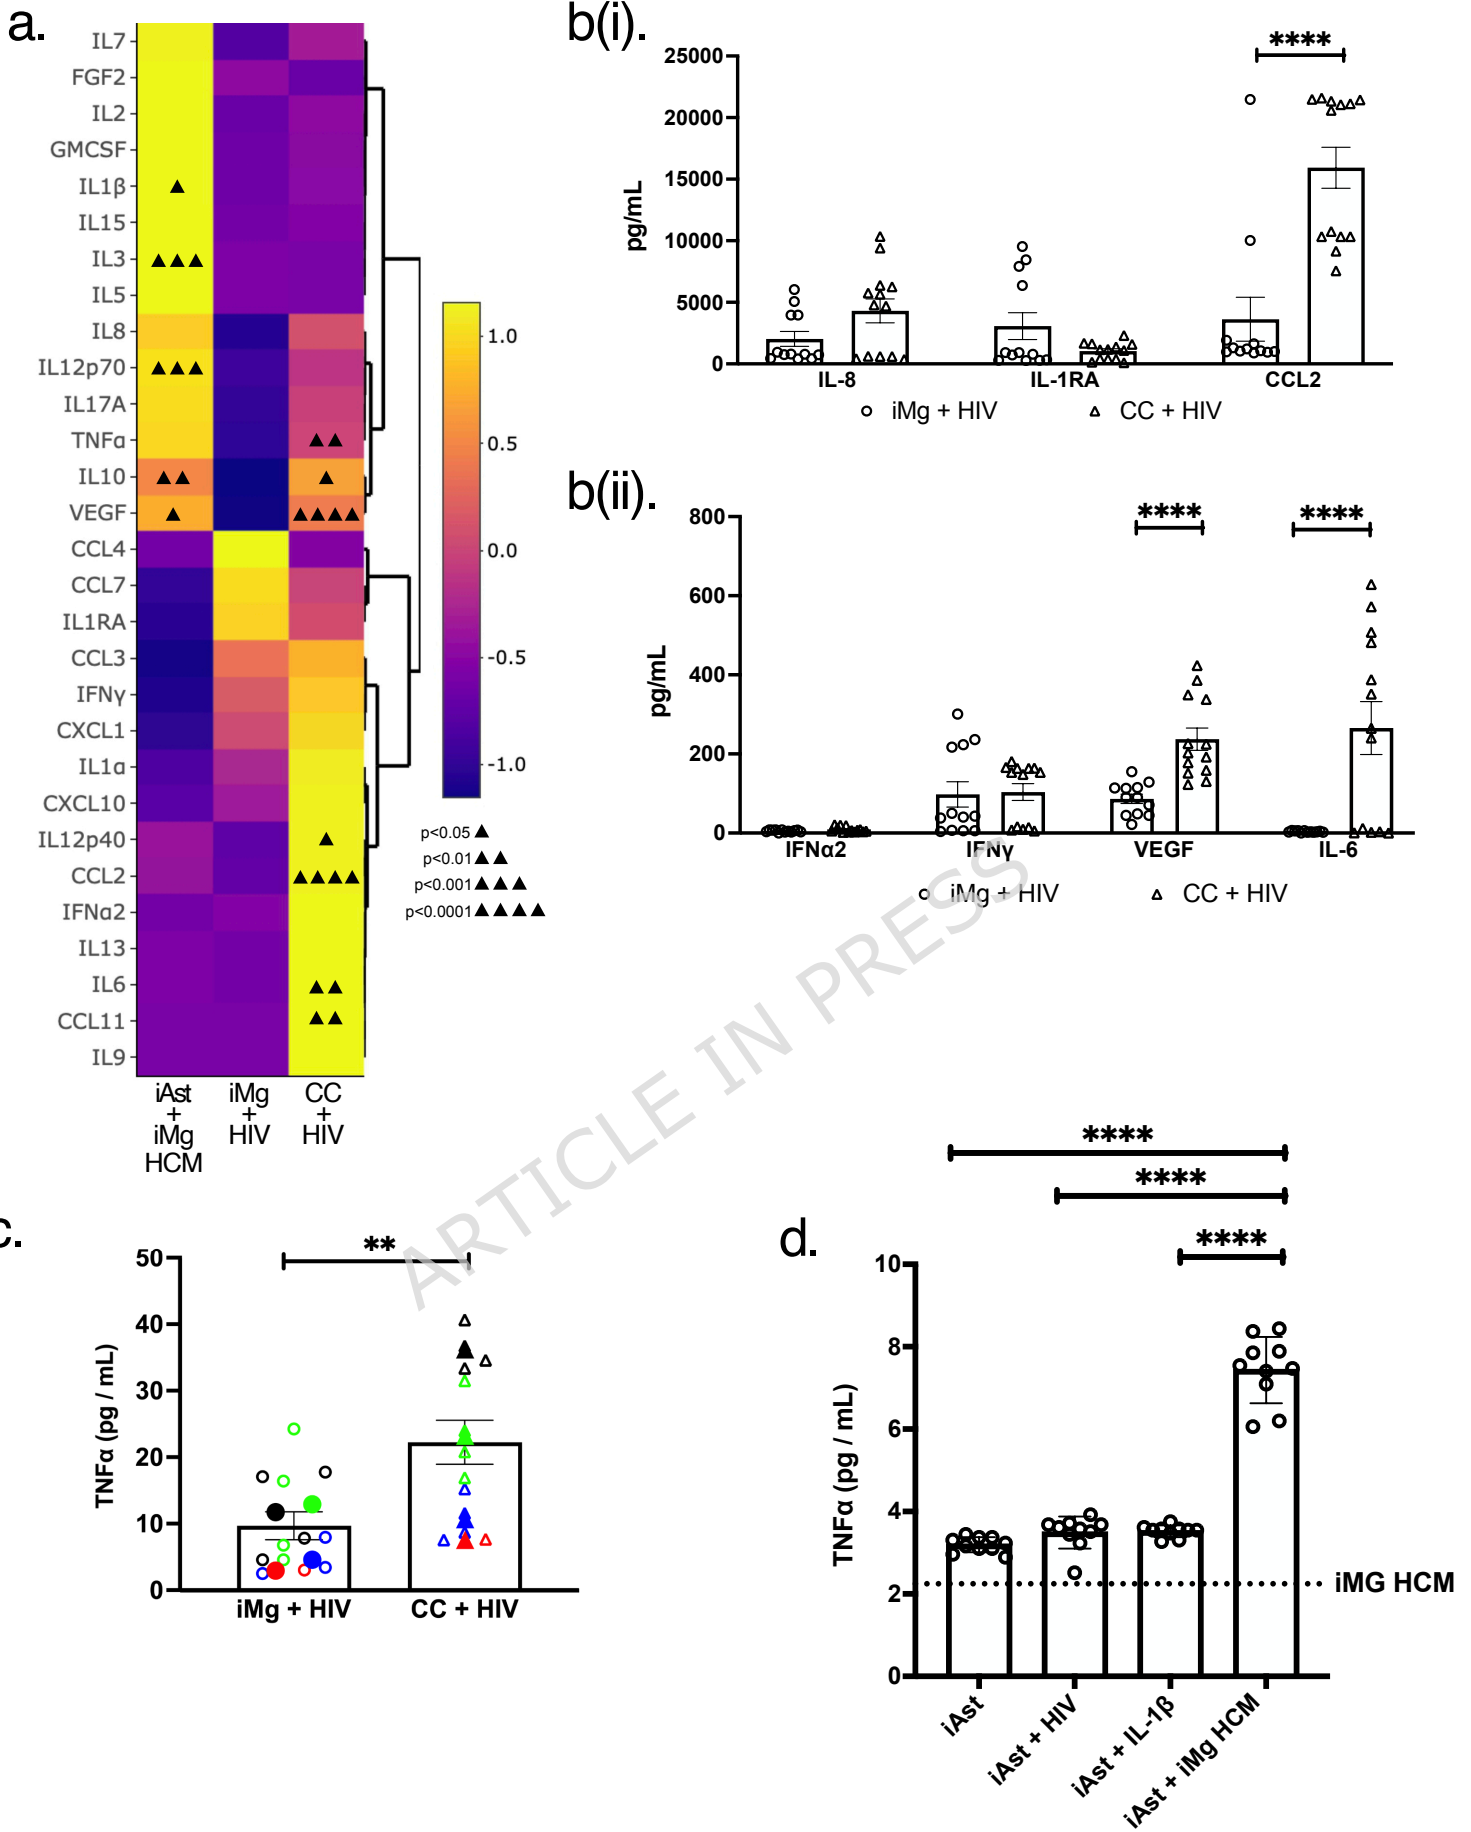 a.
IL7
FGF2
IL2
GMCSF
IL1β
IL15
IL3
IL5
IL8
IL12p70
IL17A
TNFα
IL10
VEGF
CCL4
CCL7
IL1RA
CCL3
IFNγ
CXCL1
IL1α
CXCL10
IL12p40
CCL2
IFNα2
IL13
IL6
CCL11
IL9
iAst + iMg HCM
iMg + HIV
CC + HIV
1.0
0.5
0.0
-0.5
-1.0
p<0.05 ▲
p<0.01 ▲▲
p<0.001 ▲▲▲
p<0.0001 ▲▲▲▲
b(i).
****
25000
20000
15000
10000
5000
0
pg/mL
IL-8 IL-1RA CCL2
iMg + HIV CC + HIV
b(ii).
**** ****
800
600
400
200
0
pg/mL
IFNα2 IFNγ VEGF IL-6
iMg + HIV CC + HIV
ARTICLE IN PRESS
c.
**
50
40
30
20
10
0
TNFα (pg / mL)
iMg + HIV CC + HIV
d.
****
****
****
10
8
6
4
2
0
TNFα (pg / mL)
iMG HCM
iAst
iAst + HIV
iAst + IL-1β
iAst + iMg HCM